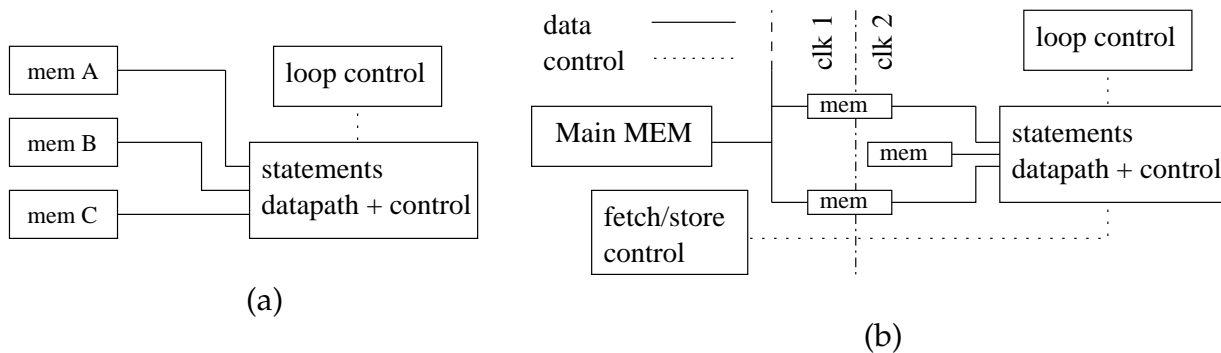 mem A
mem B
mem C
loop control
statements
datapath + control
(a)
data
control
clk 1
clk 2
Main MEM
mem
mem
mem
fetch/store
control
loop control
statements
datapath + control
(b)